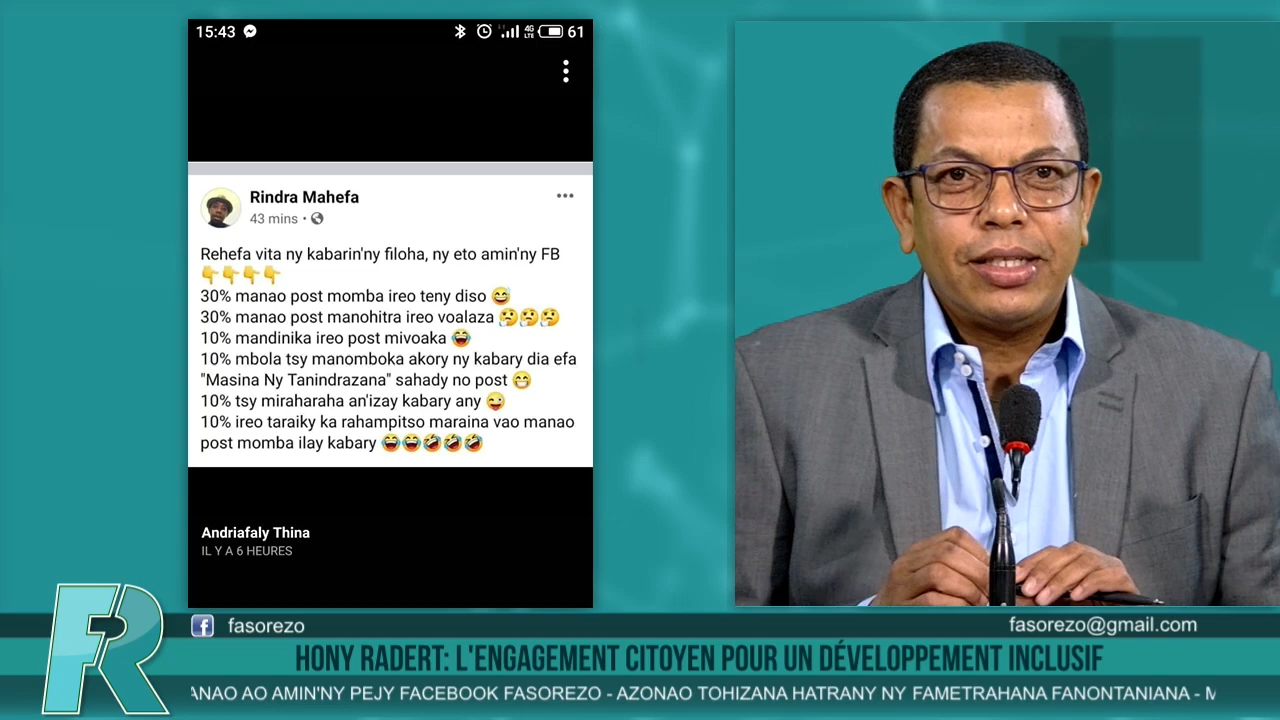 15:43
4G LTE 61
Rindra Mahefa
43 mins
Rehefa vita ny kabarin'ny filoha, ny eto amin'ny FB
👇👇👇👇
30% manao post momba ireo teny diso 😅
30% manao post manohitra ireo voalaza 🤔🤔🤔
10% mandinika ireo post mivoaka 😂
10% mbola tsy manomboka akory ny kabary dia efa
"Masina Ny Tanindrazana" sahady no post 😁
10% tsy miraharaha an'izay kabary any 😜
10% ireo taraiky ka rahampitso maraina vao manao
post momba ilay kabary 😂😂🤣🤣🤣
Andriafaly Thina
IL Y A 6 HEURES
FR
f fasorezo
fasorezo@gmail.com
HONY RADERT: L'ENGAGEMENT CITOYEN POUR UN DÉVELOPPEMENT INCLUSIF
ANAO AO AMIN'NY PEJY FACEBOOK FASOREZO - AZONAO TOHIZANA HATRANY NY FAMETRAHANA FANONTANIANA -